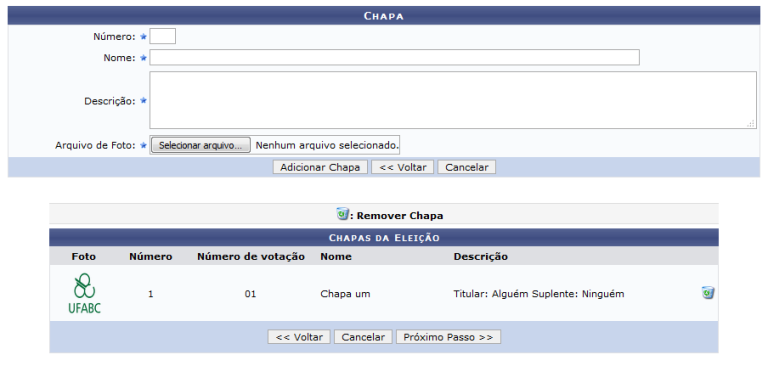 CHAPA
Número:
Nome:
Descrição:
Arquivo de Foto: Selecionar arquivo... Nenhum arquivo selecionado.
Adicionar Chapa << Voltar Cancelar
: Remover Chapa
CHAPAS DA ELEIÇÃO
Foto Número Número de votação Nome Descrição
UFABC 1 01 Chapa um Titular: Alguém Suplente: Ninguém
<< Voltar Cancelar Próximo Passo >>